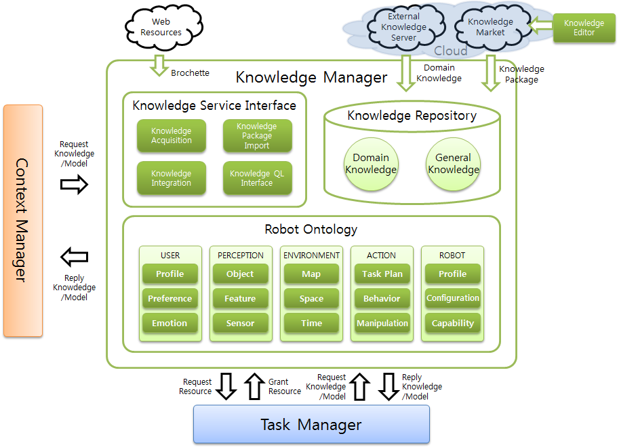 Web
Resources
External
Knowledge
Server
Knowledge
Market
Knowledge
Editor
Cloud
Brochette
Domain
Knowledge
Knowledge
Package
Knowledge Manager
Knowledge Service Interface
Knowledge
Acquisition
Knowledge
Package
Import
Knowledge
Integration
Knowledge QL
Interface
Knowledge Repository
Domain
Knowledge
General
Knowledge
Context Manager
Request
Knowledge
/Model
Reply
Knowledge
/Model
Robot Ontology
USER
Profile
Preference
Emotion
PERCEPTION
Object
Feature
Sensor
ENVIRONMENT
Map
Space
Time
ACTION
Task Plan
Behavior
Manipulation
ROBOT
Profile
Configuration
Capability
Request
Resource
Grant
Resource
Request
Knowledge
/Model
Reply
Knowledge
/Model
Task Manager